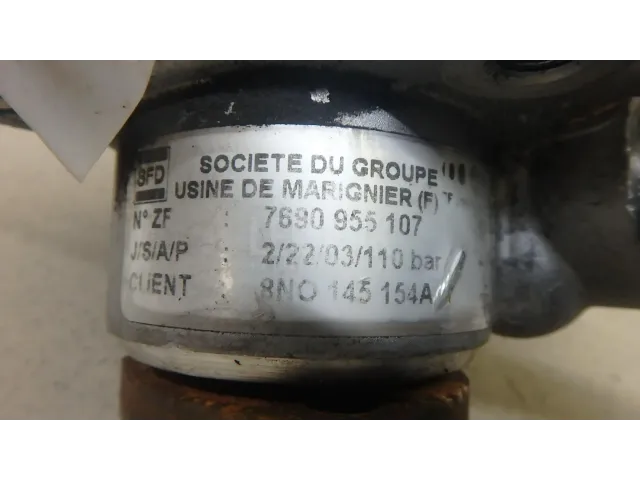 SFD
SOCIETE DU GROUPE
USINE DE MARIGNIER (F)
N° ZF : 7690 955 107
J/S/A/P : 2/22/03/110 bar
CLIENT : 8NO 145 154A